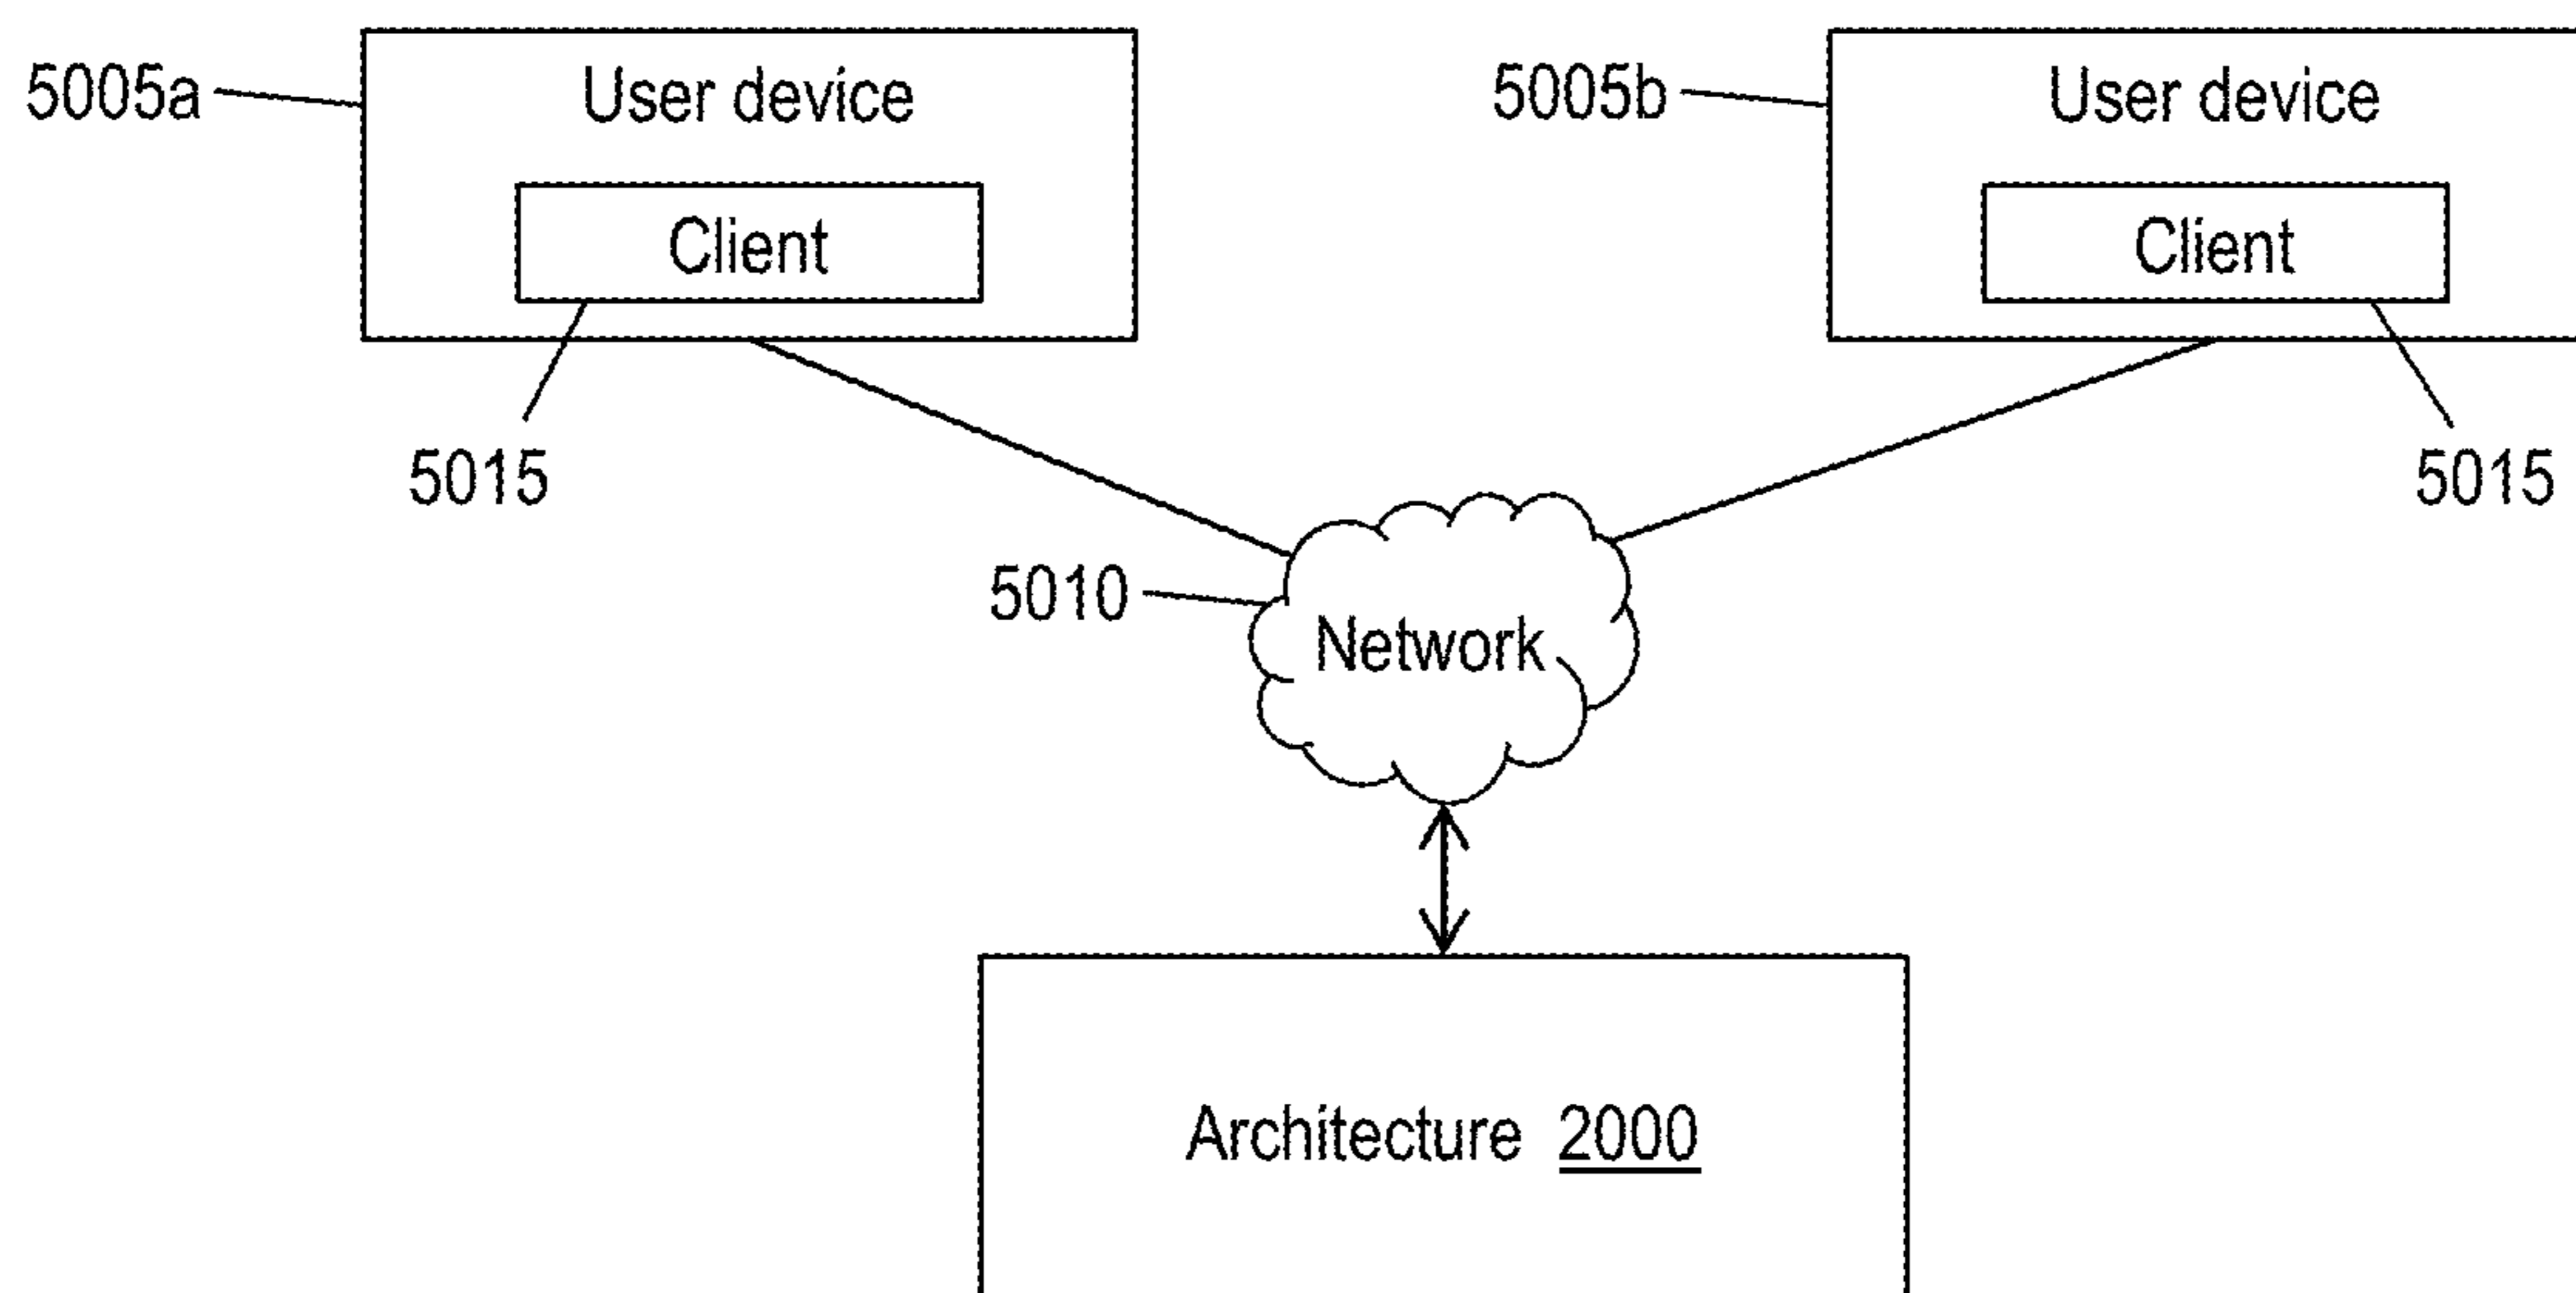 5005a
User device
Client
5015
5005b
User device
Client
5015
5010
Network
Architecture 2000